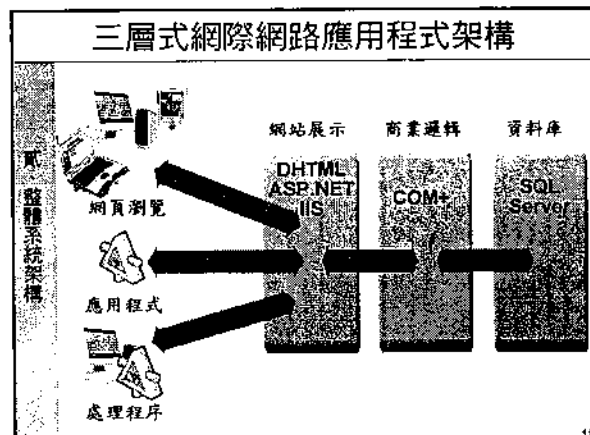 三層式網際網路應用程式架構
貳、整體系統架構
網頁瀏覽
應用程式
處理程序
網站展示
DHTML
ASP.NET
IIS
商業邏輯
COM+
資料庫
SQL
Server